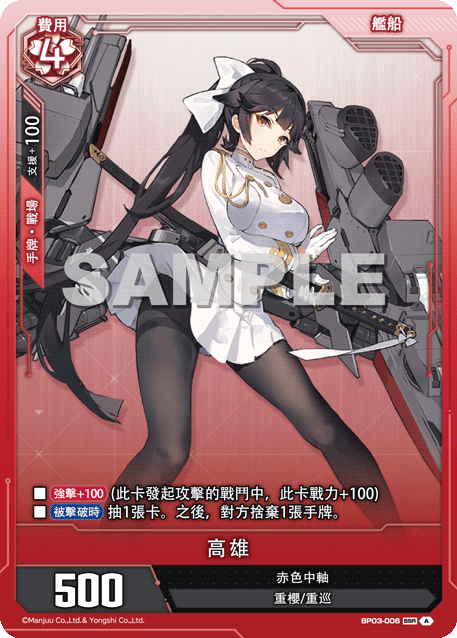 費用
4
艦船
支援+100
手牌・戰場
SAMPLE
強擊+100 (此卡發起攻擊的戰鬥中，此卡戰力+100)
被擊破時 抽1張卡。之後，對方捨棄1張手牌。
高雄
500
赤色中軸
重櫻/重巡
©Manjuu Co.,Ltd.& Yongshi Co.,Ltd.
BP03-006 SSR A